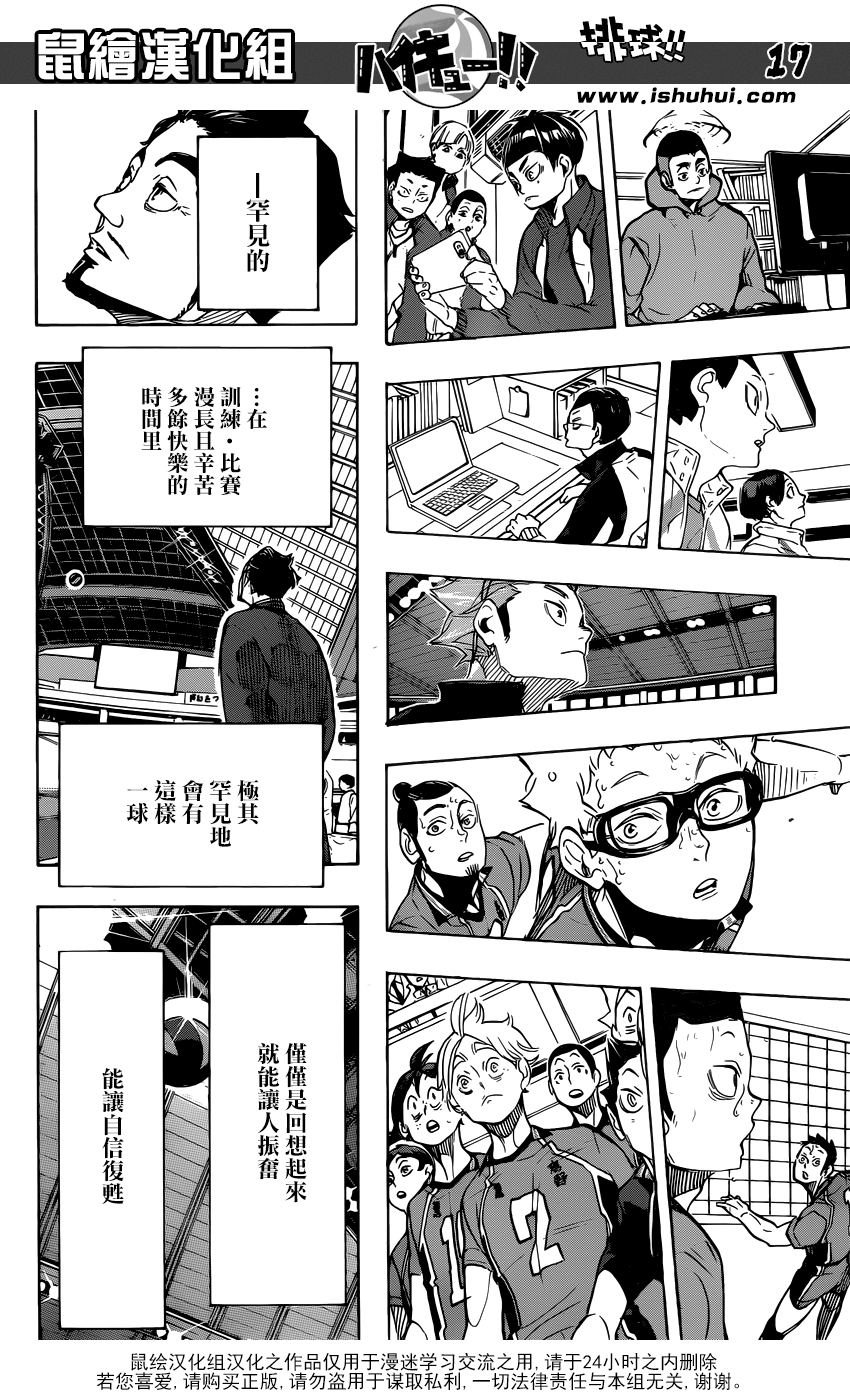 鼠繪漢化組
ハイキュー!!
排球!!
17
www.ishuhui.com
—罕見的
…在
訓練・比賽
漫長且辛苦
多餘快樂的
時間里
極其
罕見地
會有
這樣
一球
僅僅是回想起來
就能讓人振奮
能讓自信復甦
烏野
2
1
鼠绘汉化组汉化之作品仅用于漫迷学习交流之用,请于24小时之内删除
若您喜爱,请购买正版,请勿盗用于谋取私利,一切法律责任与本组无关,谢谢。